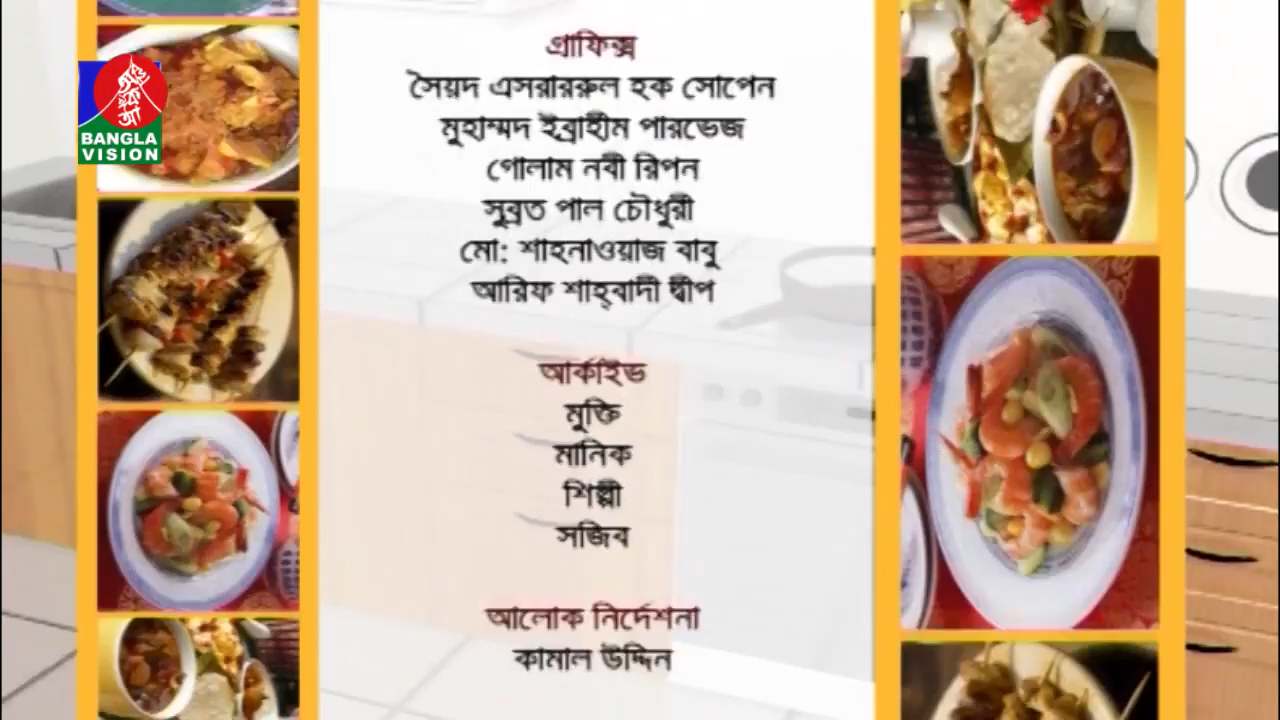 বাংলা
BANGLA
VISION
গ্রাফিক্স
সৈয়দ এসরাররুল হক সোপেন
মুহাম্মদ ইব্রাহীম পারভেজ
গোলাম নবী রিপন
সুব্রত পাল চৌধুরী
মো: শাহনাওয়াজ বাবু
আরিফ শাহ্‌বাদী দ্বীপ
আর্কাইভ
মুক্তি
মানিক
শিল্পী
সজিব
আলোক নির্দেশনা
কামাল উদ্দিন